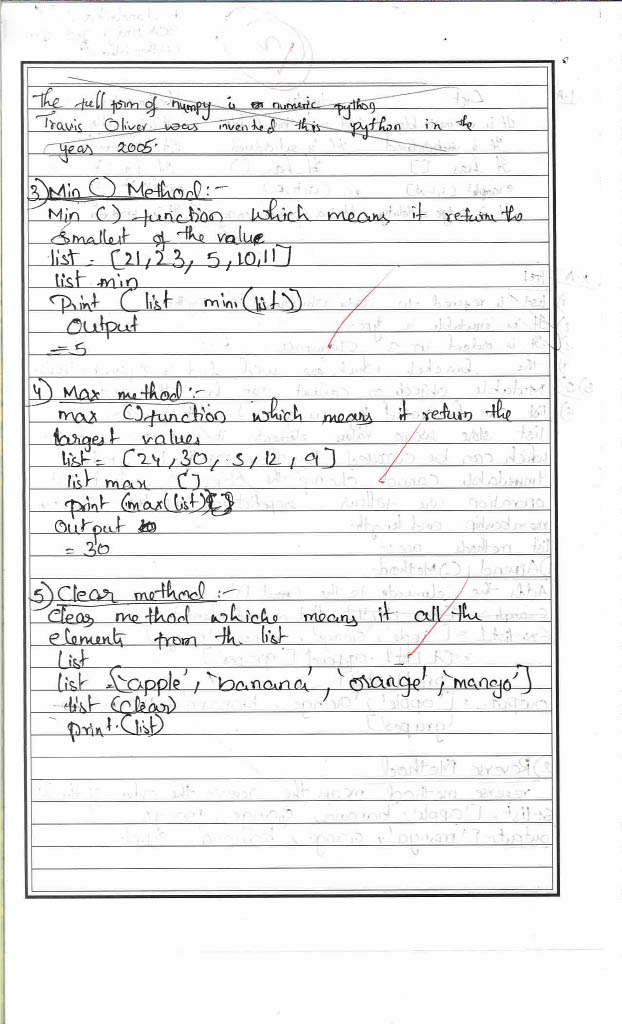 The full form of numpy is numeric python
Travis Oliver was invented this python in the
year 2005.
3) Min () Method :-
Min () function which means it return the
smallest of the value
list = [21, 23, 5, 10, 11]
list min
Print (list mini (list))
Output
= 5
4) Max method :-
max () function which means it return the
largest values
list = [24, 30, 5, 12, 9]
list max []
print (max (list) [])
Output
= 30
5) Clear method :-
Clear method whiche means it all the
elements from th list
List
list = ['apple', 'banana', 'orange', 'mango']
list (clear)
print (list)